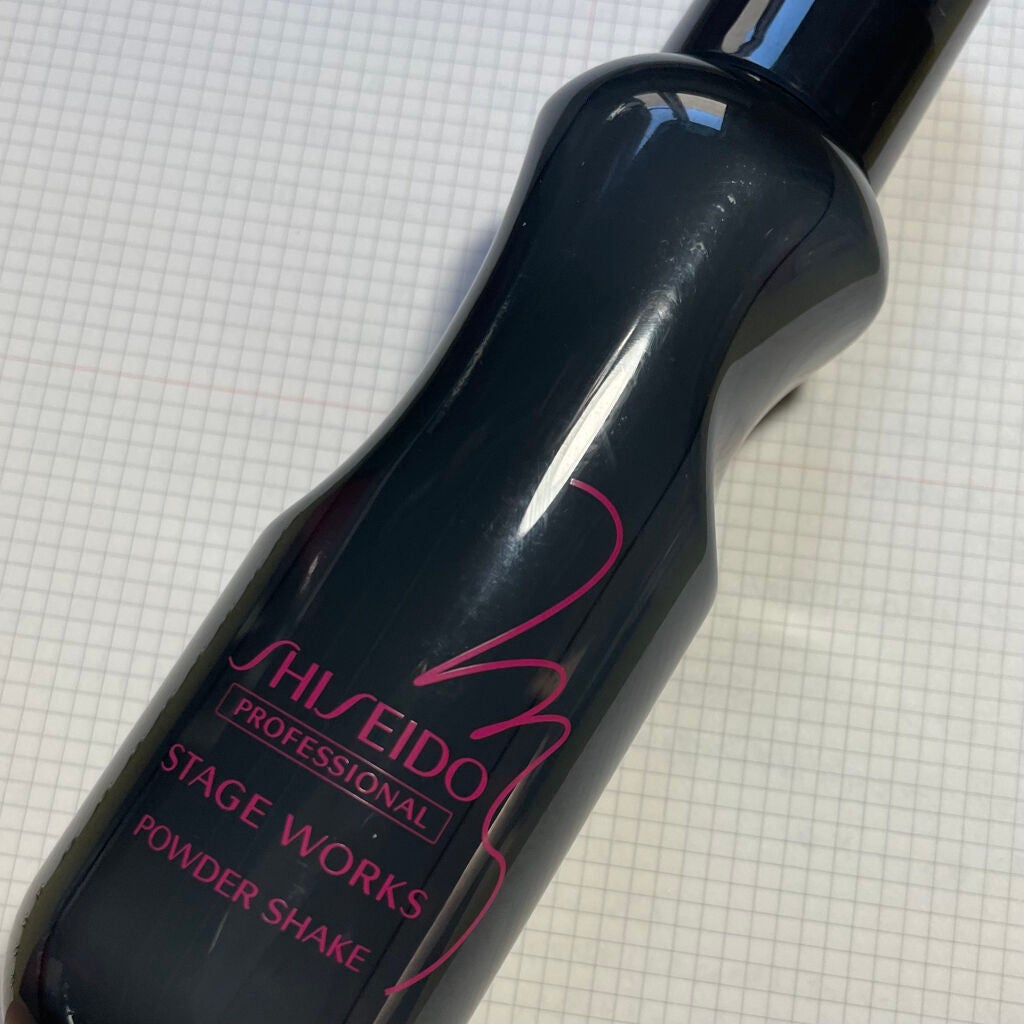 SHISEIDO
PROFESSIONAL
STAGE WORKS
POWDER SHAKE